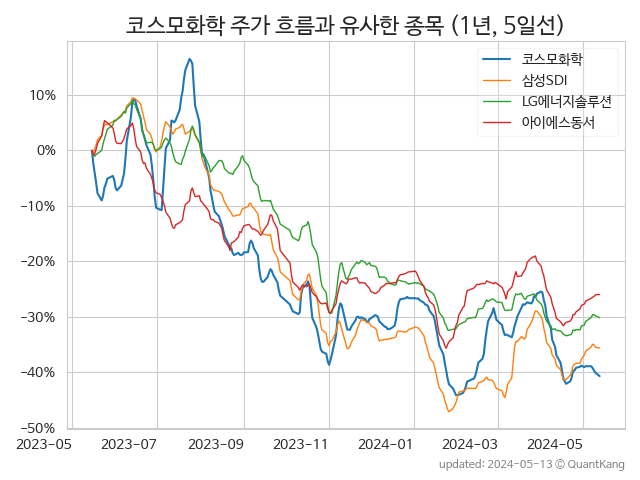 코스모화학 주가 흐름과 유사한 종목 (1년, 5일선)
코스모화학
삼성SDI
LG에너지솔루션
아이에스동서
10%
0%
−10%
−20%
−30%
−40%
−50%
2023-05 2023-07 2023-09 2023-11 2024-01 2024-03 2024-05
updated: 2024-05-13 © QuantKang